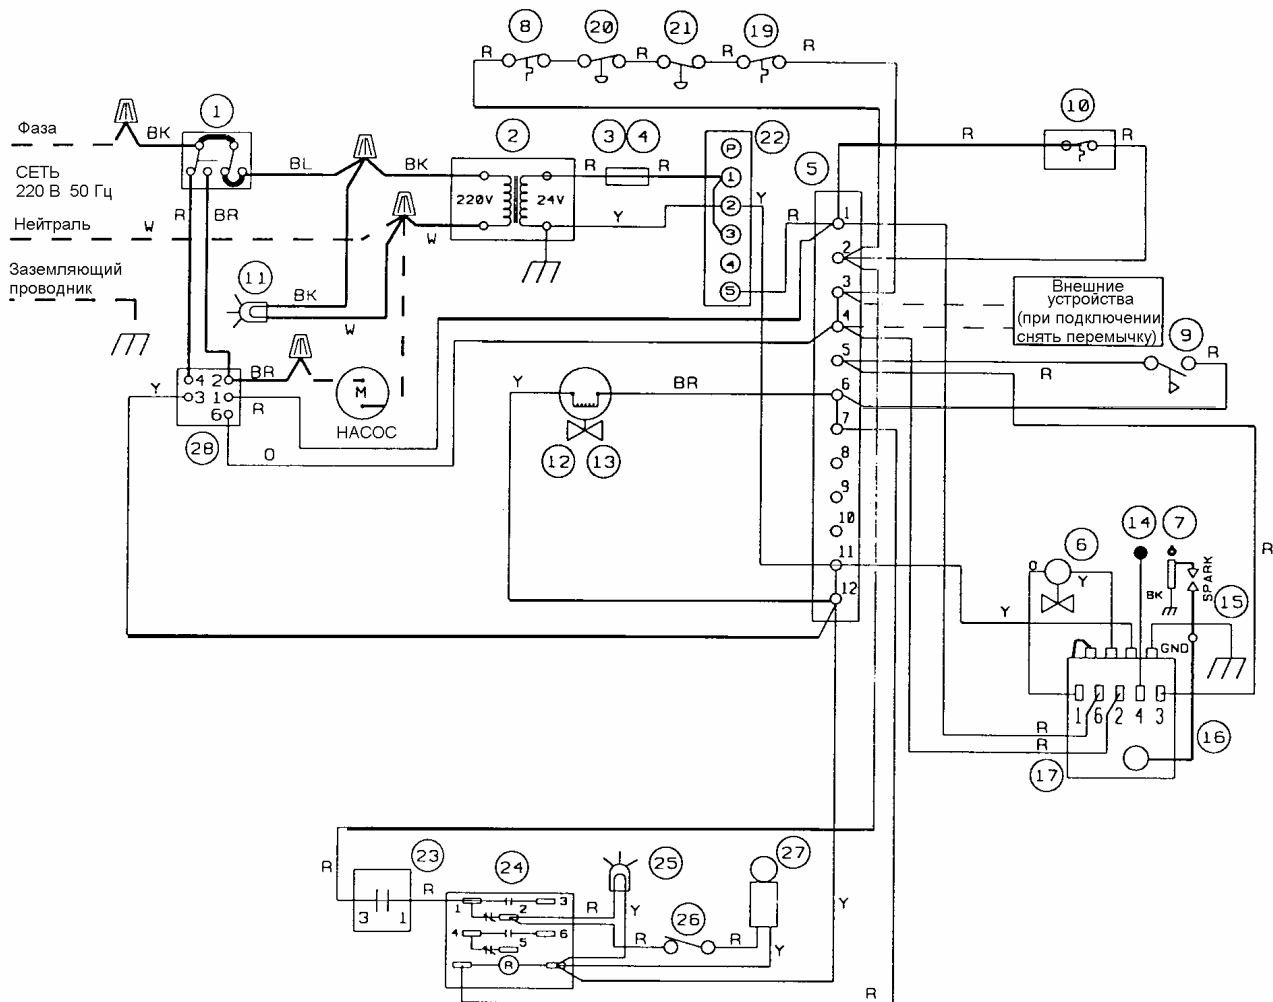 8 20 21 19
R R R R
Фаза
BK
1
СЕТЬ
220 В 50 Гц
BL
BK
2
3 4
22
5
R
10
R
220V 24V
R R
P
1
2
3
4
5
Y
Y
R
Нейтраль
W
W
R BR
Заземляющий
проводник
11
BK
W
1
2
3
4
5
6
7
8
9
10
11
12
Внешние
устройства
(при подключении
снять перемычку)
9
R
R
BR
4 2
3 1
6
Y
R
O
28
M
НАСОС
Y
BR
12 13
14 7
6
O
Y
BK
SPARK
15
R
Y
GND
1 6 2 4 3
R
R
16
17
23
R
3 1
R
24
1 2 3
4 5 6
R
25
R
Y
26
R
R
27
Y
Y
R